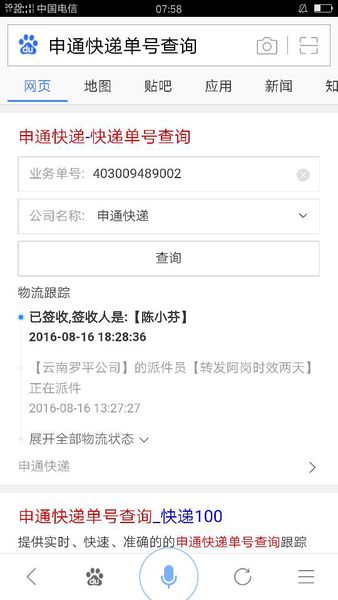 3G 3G
中国电信
07:58
申通快递单号查询
网页 地图 贴吧 应用 新闻 知
申通快递-快递单号查询
业务单号: 403009489002
公司名称: 申通快递
查询
物流跟踪
已签收,签收人是:【陈小芬】
2016-08-16 18:28:36
【云南罗平公司】的派件员【转发阿岗时效两天】
正在派件
2016-08-16 13:27:27
展开全部物流状态
申通快递
申通快递单号查询_快递100
提供实时、快速、准确的的申通快递单号查询跟踪